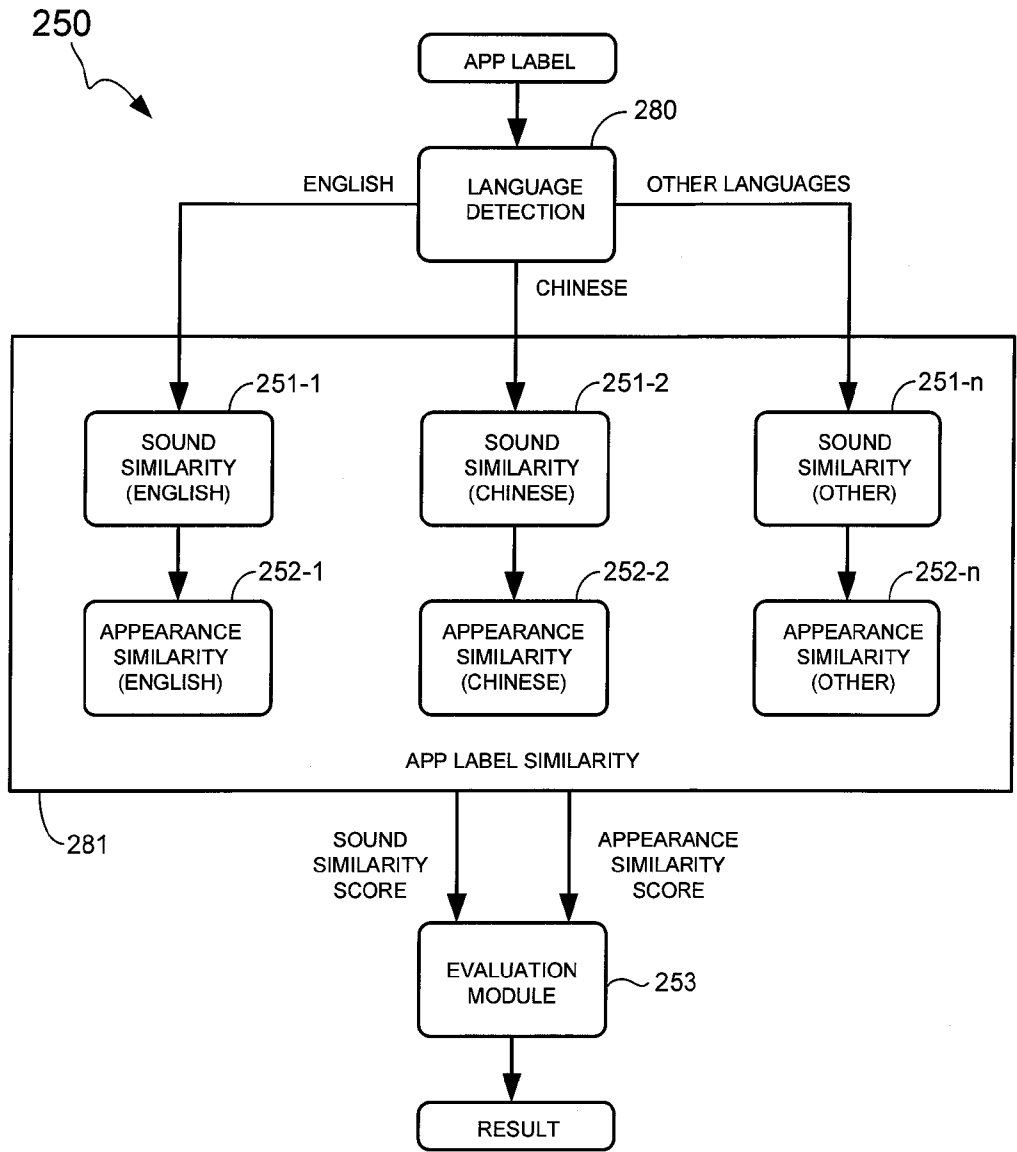 250
APP LABEL
280
ENGLISH
LANGUAGE
DETECTION
OTHER LANGUAGES
CHINESE
251-1
251-2
251-n
SOUND
SIMILARITY
(ENGLISH)
SOUND
SIMILARITY
(CHINESE)
SOUND
SIMILARITY
(OTHER)
252-1
252-2
252-n
APPEARANCE
SIMILARITY
(ENGLISH)
APPEARANCE
SIMILARITY
(CHINESE)
APPEARANCE
SIMILARITY
(OTHER)
APP LABEL SIMILARITY
281
SOUND
SIMILARITY
SCORE
APPEARANCE
SIMILARITY
SCORE
EVALUATION
MODULE
253
RESULT